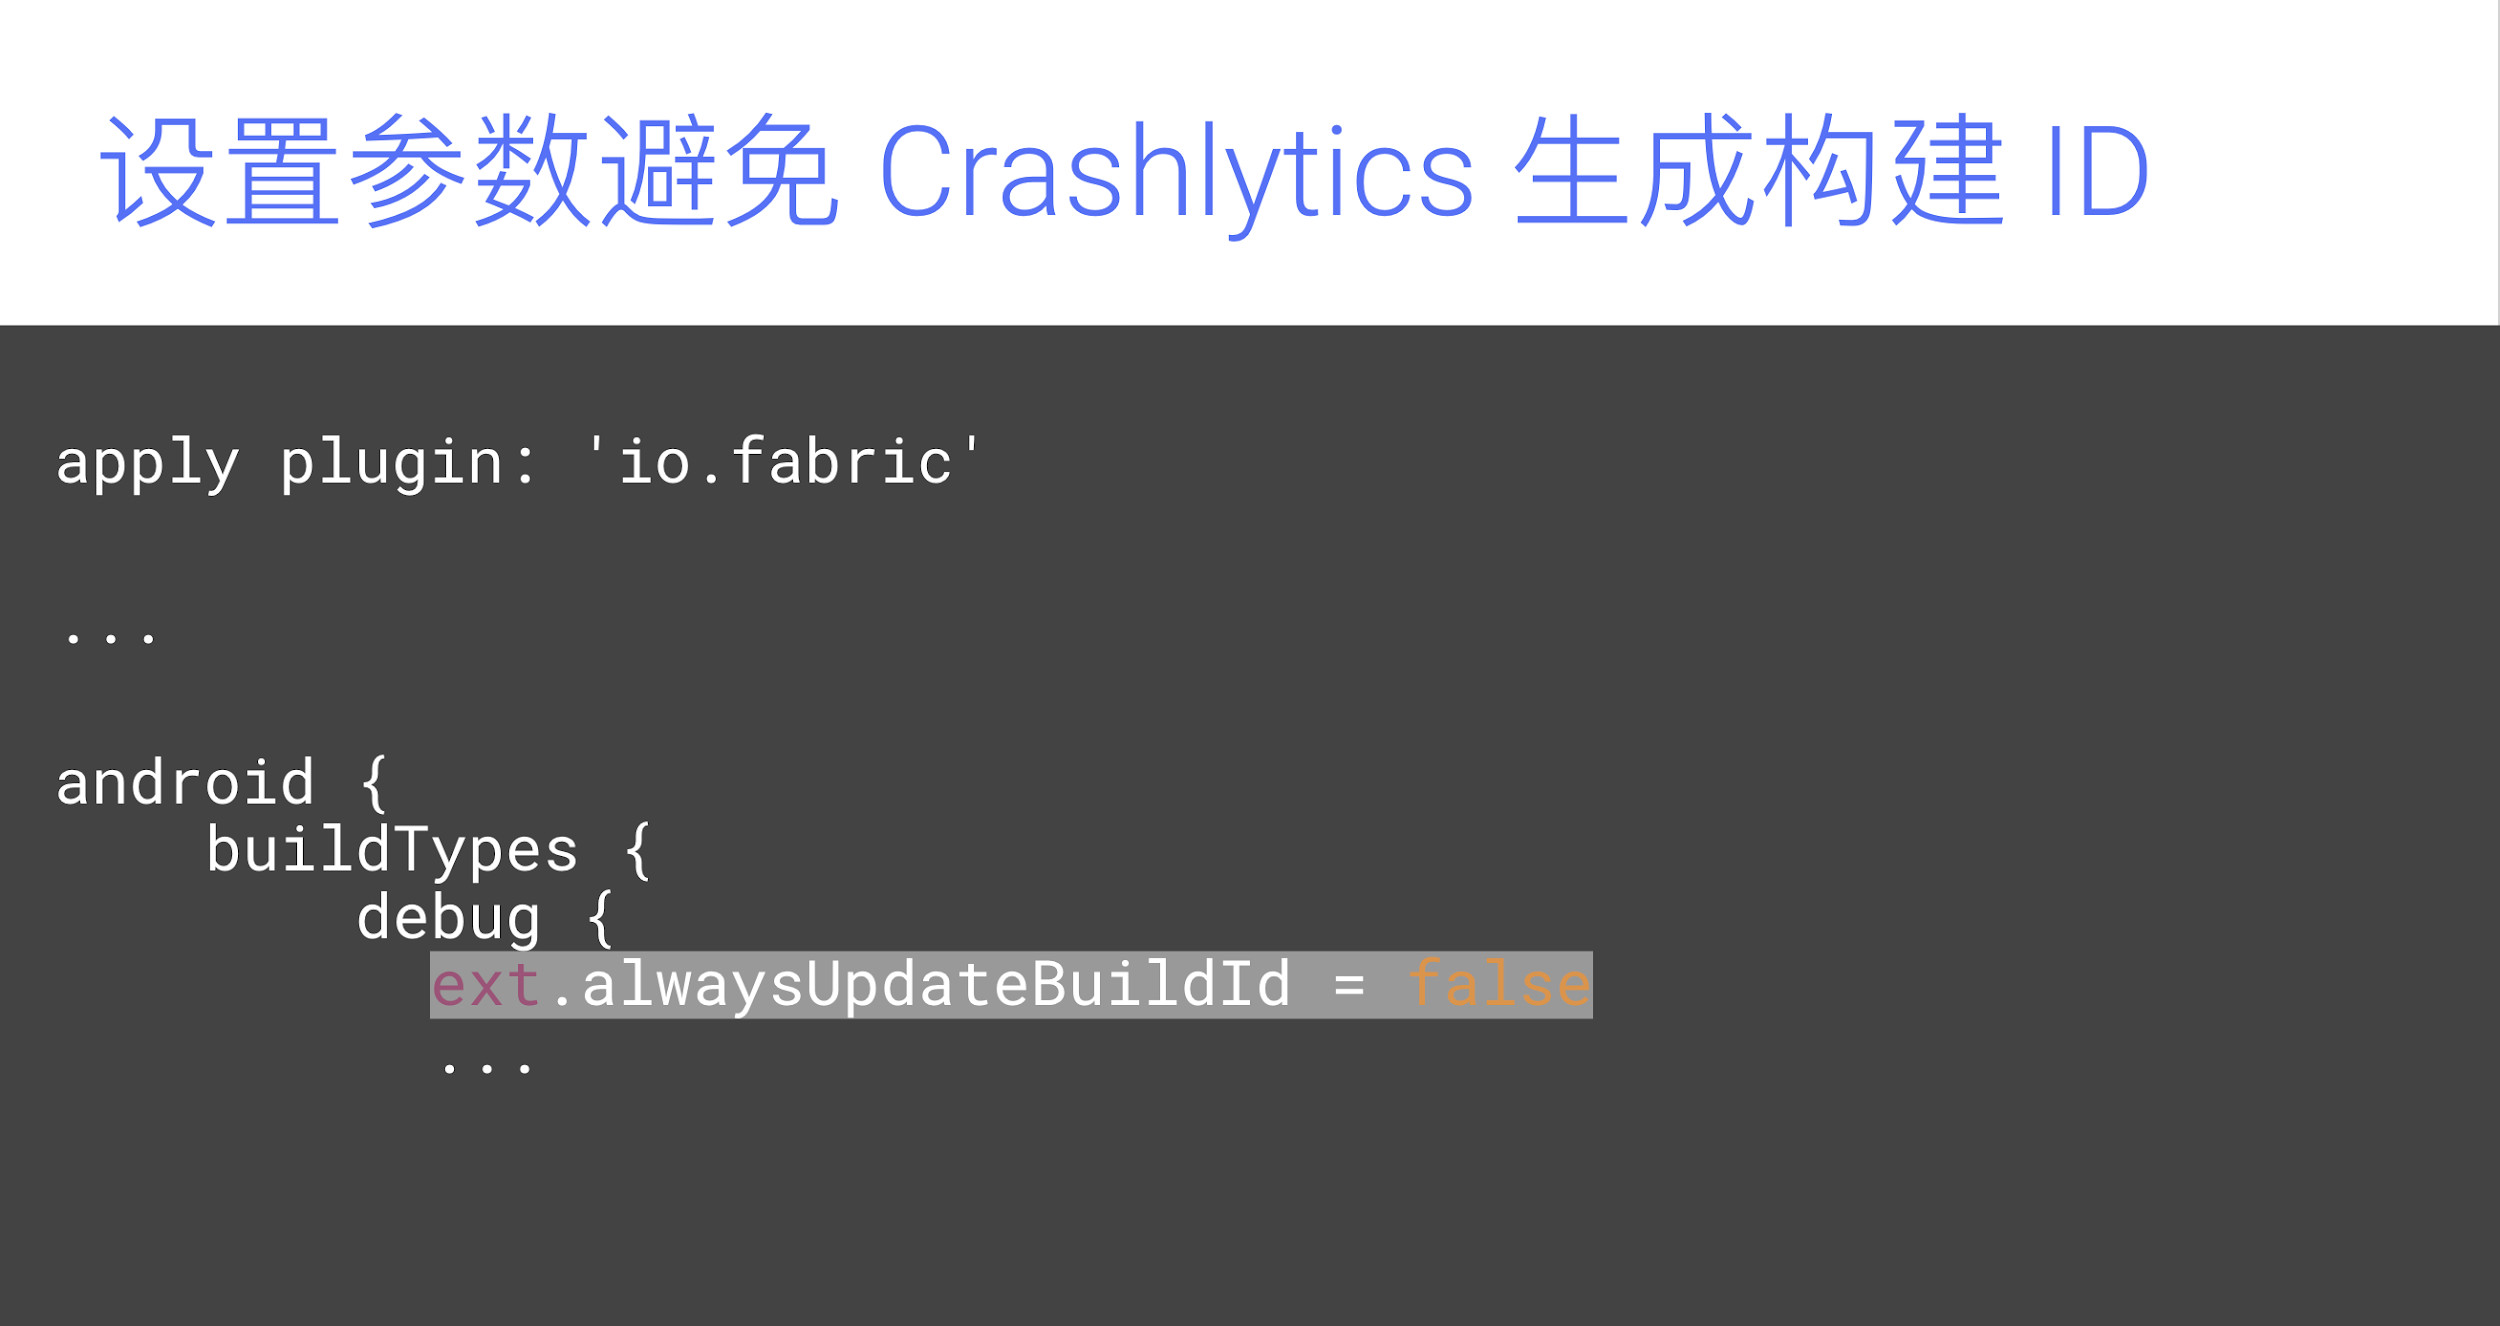 设置参数避免 Crashlytics 生成构建 ID
apply plugin: 'io.fabric'
...
android {
    buildTypes {
        debug {
          ext.alwaysUpdateBuildId = false
          ...